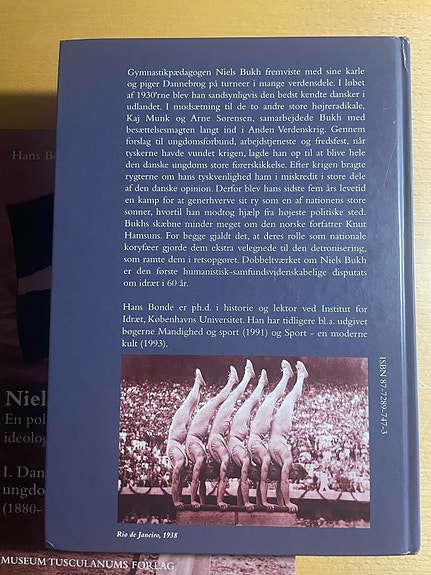 Gymnastikpædagogen Niels Bukh fremviste med sine karle
og piger Dannebrog på turneer i mange verdensdele. I løbet
af 1930'rne blev han sandsynligvis den bedst kendte dansker i
udlandet. I modsætning til de to andre store højreradikale,
Kaj Munk og Arne Sørensen, samarbejdede Bukh med
besættelsesmagten langt ind i Anden Verdenskrig. Gennem
forslag til ungdomsforbund, arbejdstjeneste og fredsfest, når
tyskerne havde vundet krigen, lagde han op til at blive hele
den danske ungdoms store førerskikkelse. Efter krigen bragte
rygterne om hans tyskvenlighed ham i miskredit i store dele
af den danske opinion. Derfor blev hans sidste fem års levetid
en kamp for at generhverve sit ry som en af nationens store
sønner, hvortil han modtog hjælp fra højeste politiske sted.
Bukhs skæbne minder meget om den norske forfatter Knut
Hamsuns. For begge gjaldt det, at deres rolle som nationale
koryfæer gjorde dem ekstra velegnede til den detronisering,
som ramte dem i retsopgøret. Dobbeltværket om Niels Bukh
er den første humanistisk-samfundsvidenskabelige disputats
om idræt i 60 år.
Hans Bonde er ph.d. i historie og lektor ved Institut for
Idræt, Københavns Universitet. Han har tidligere bl.a. udgivet
bøgerne Mandighed og sport (1991) og Sport - en moderne
kult (1993).
ISBN 87-7289-747-3
Rio de Janeiro, 1938
Hans Bo
Niel
En pol
ideolog
I. Dan
ungdo
(1880-
MUSEUM TUSCULANUMS FORLAG